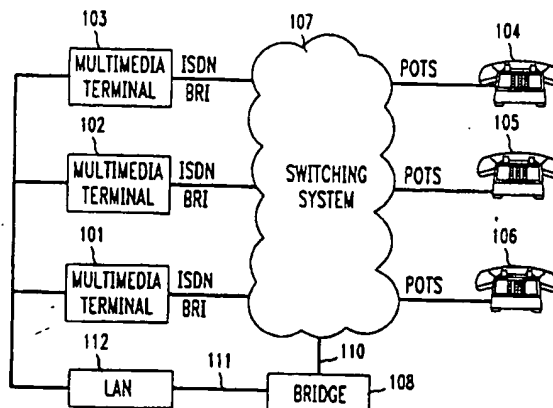 103
MULTIMEDIA
TERMINAL
ISDN
BRI
107
POTS
104
102
MULTIMEDIA
TERMINAL
ISDN
BRI
SWITCHING
SYSTEM
POTS
105
101
MULTIMEDIA
TERMINAL
ISDN
BRI
POTS
106
112
LAN
111
110
BRIDGE
108